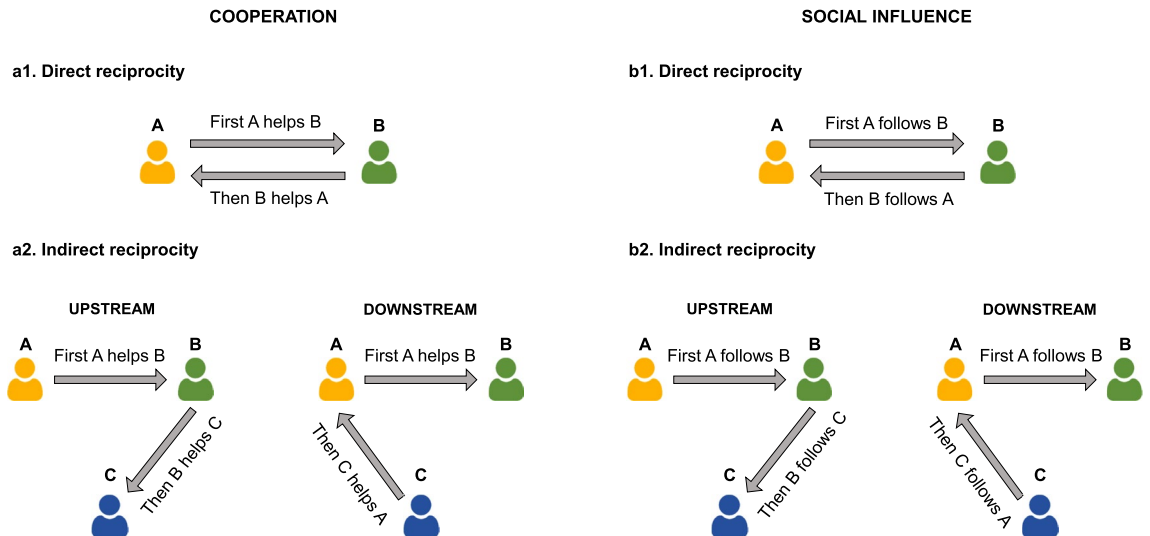 COOPERATION
SOCIAL INFLUENCE
a1. Direct reciprocity
A
First A helps B
B
Then B helps A
b1. Direct reciprocity
A
First A follows B
B
Then B follows A
a2. Indirect reciprocity
UPSTREAM
A
First A helps B
B
Then B helps C
C
DOWNSTREAM
A
First A helps B
B
Then C helps A
C
b2. Indirect reciprocity
UPSTREAM
A
First A follows B
B
Then B follows C
C
DOWNSTREAM
A
First A follows B
B
Then C follows A
C